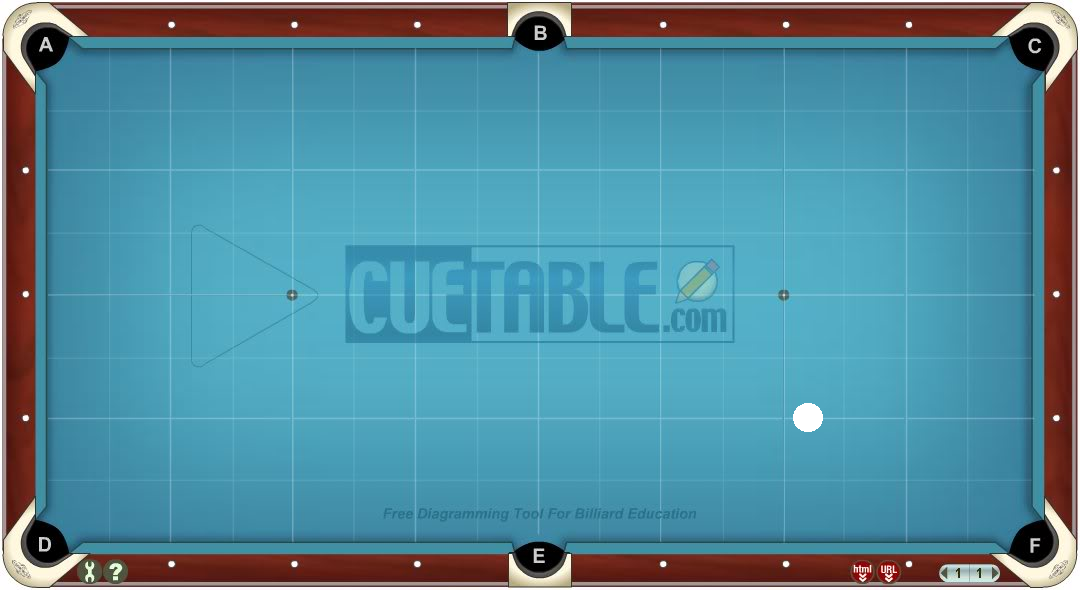 A B C
CUETABLE
.com
Free Diagramming Tool For Billiard Education
D E F
? html URL 1 1